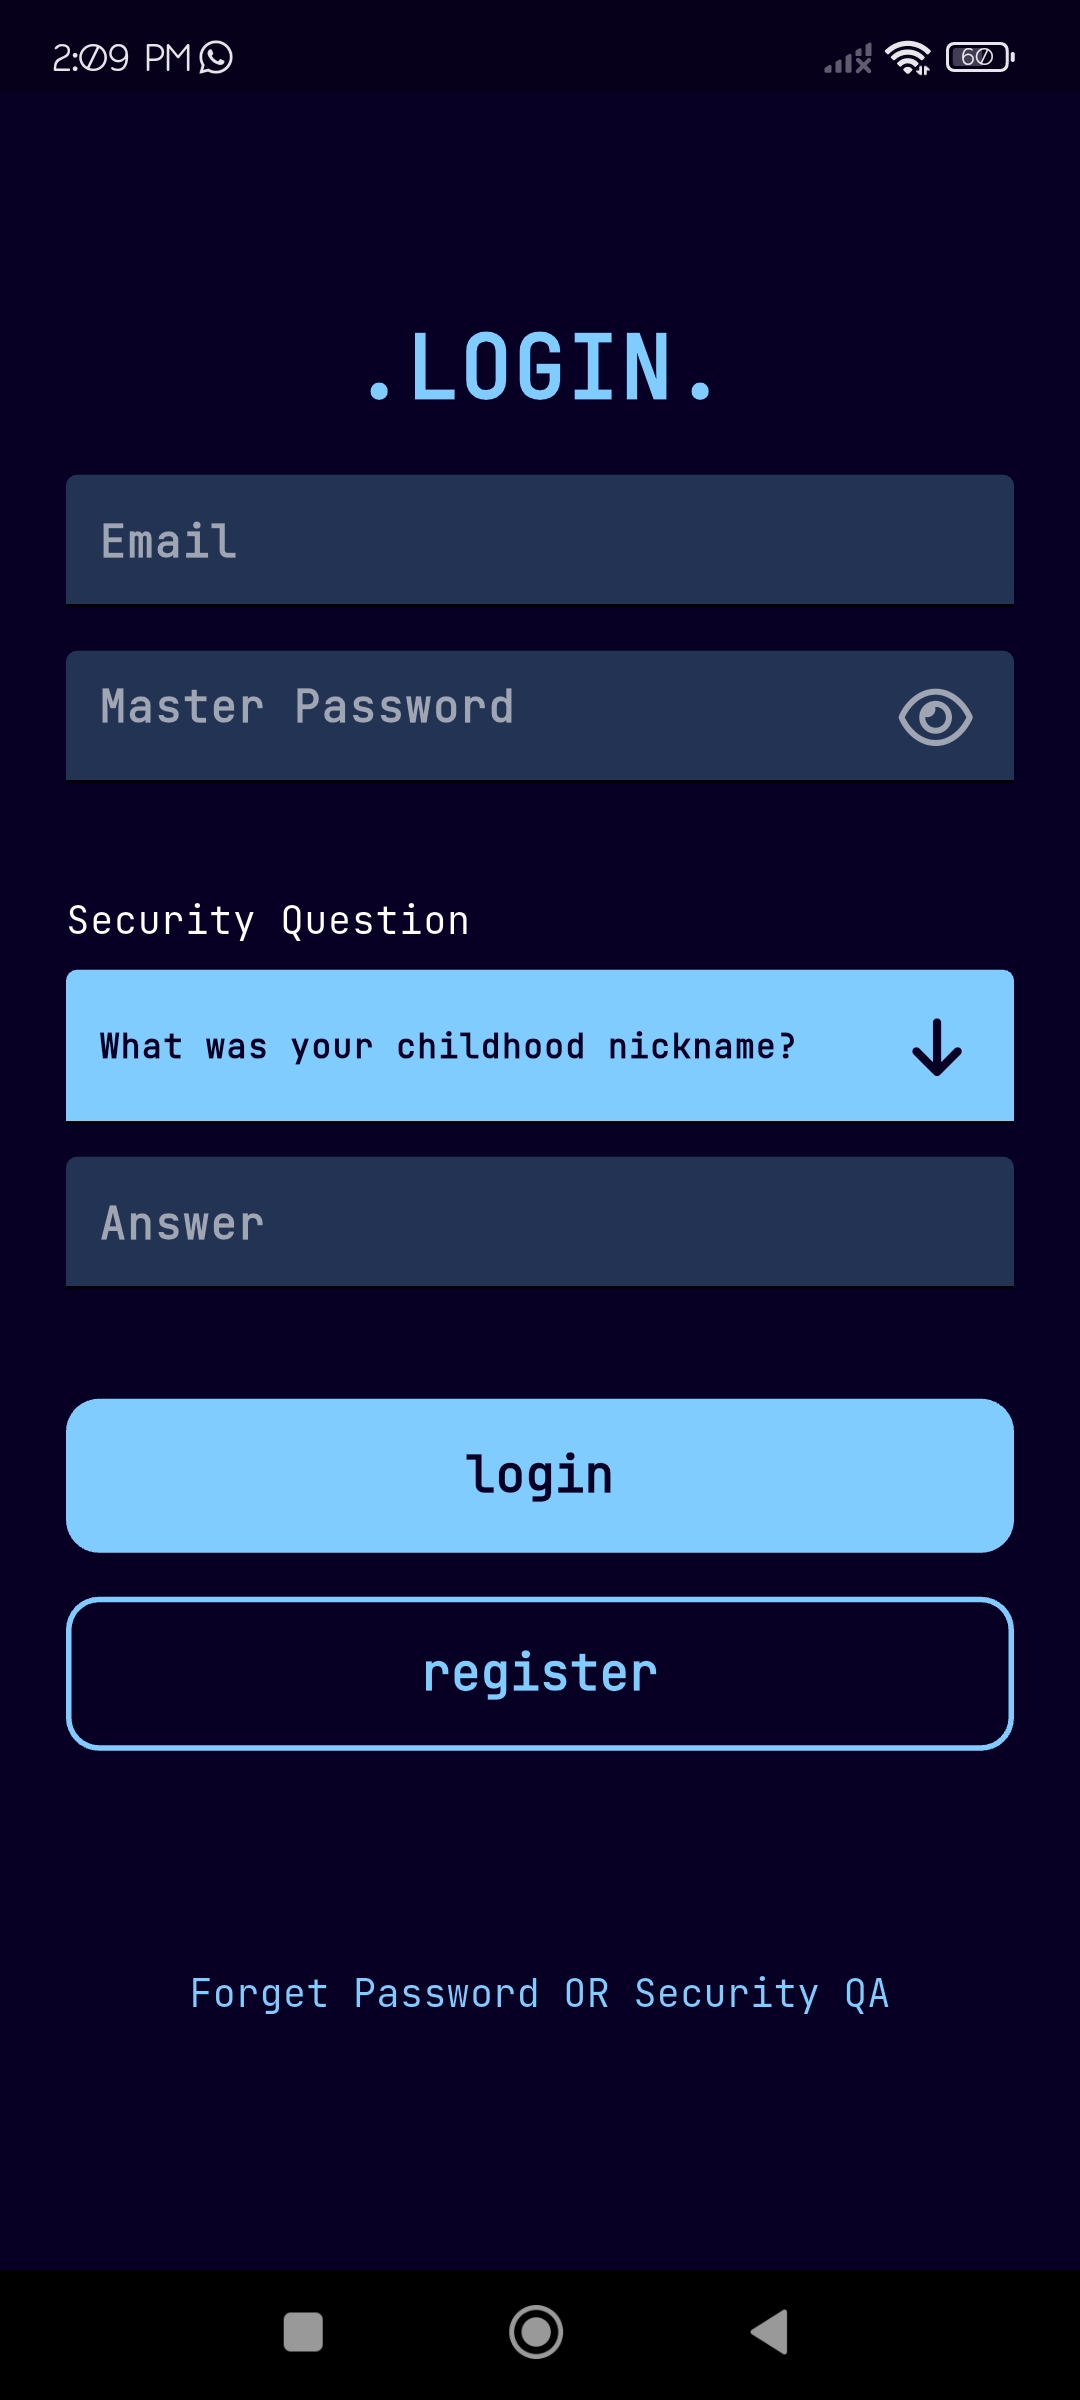 2:09 PM
60
.LOGIN.
Email
Master Password
Security Question
What was your childhood nickname?
Answer
login
register
Forget Password OR Security QA